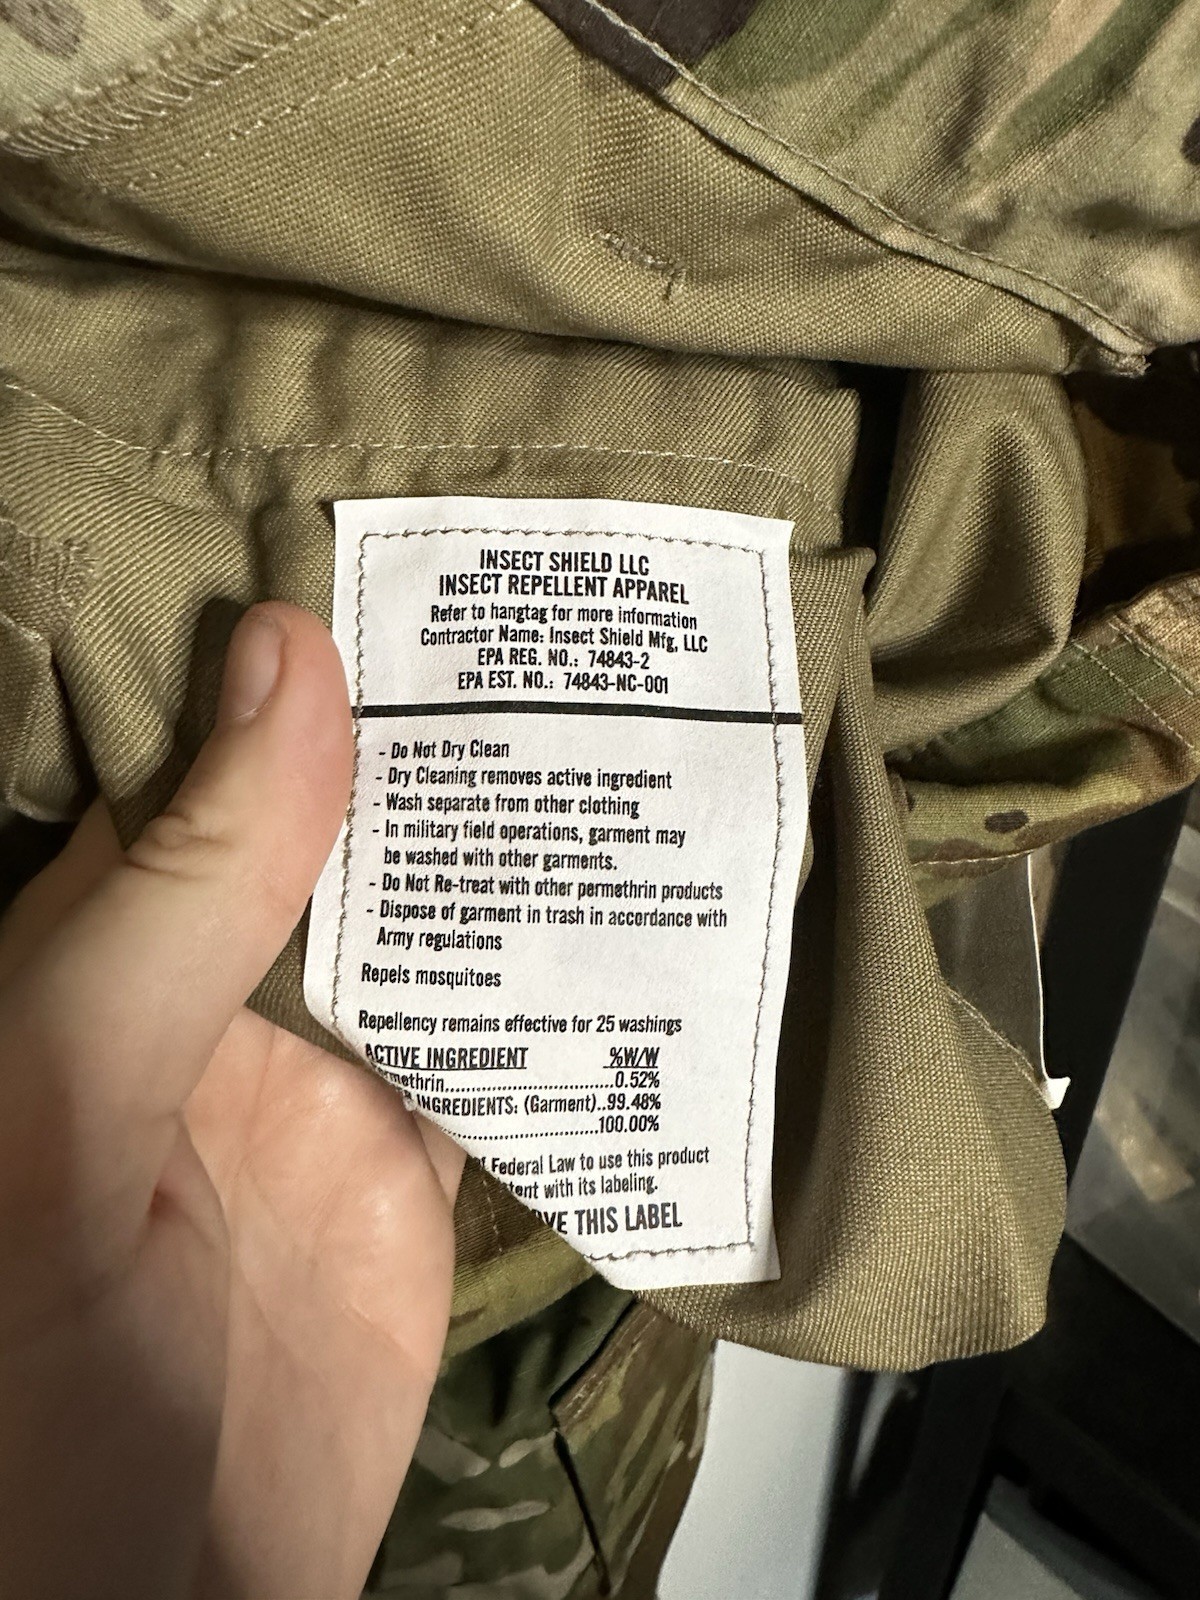 INSECT SHIELD LLC
INSECT REPELLENT APPAREL
Refer to hangtag for more information
Contractor Name: Insect Shield Mfg, LLC
EPA REG. NO.: 74843-2
EPA EST. NO.: 74843-NC-001
- Do Not Dry Clean
- Dry Cleaning removes active ingredient
- Wash separate from other clothing
- In military field operations, garment may
be washed with other garments.
- Do Not Re-treat with other permethrin products
- Dispose of garment in trash in accordance with
Army regulations
Repels mosquitoes
Repellency remains effective for 25 washings
ACTIVE INGREDIENT %W/W
methrin..................................0.52%
INGREDIENTS: (Garment)..99.48%
............................100.00%
Federal Law to use this product
with its labeling.
THIS LABEL